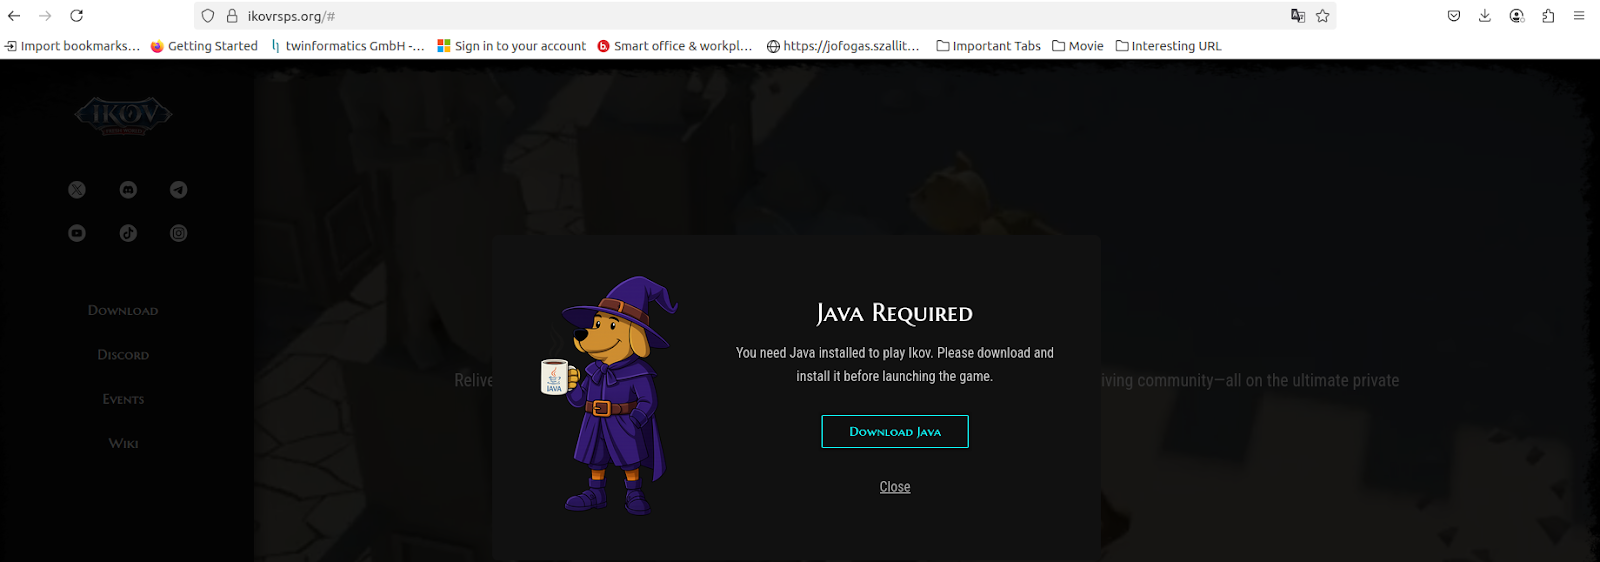 ikovrsps.org/#
Import bookmarks... Getting Started twinformatics GmbH -... Sign in to your account Smart office & workpl... https://jofogas.szallit... Important Tabs Movie Interesting URL
IKOV
Download
Discord
Events
Wiki
Java Required
You need Java installed to play Ikov. Please download and
install it before launching the game.
Download Java
Close
JAVA
Relive
iving community—all on the ultimate private